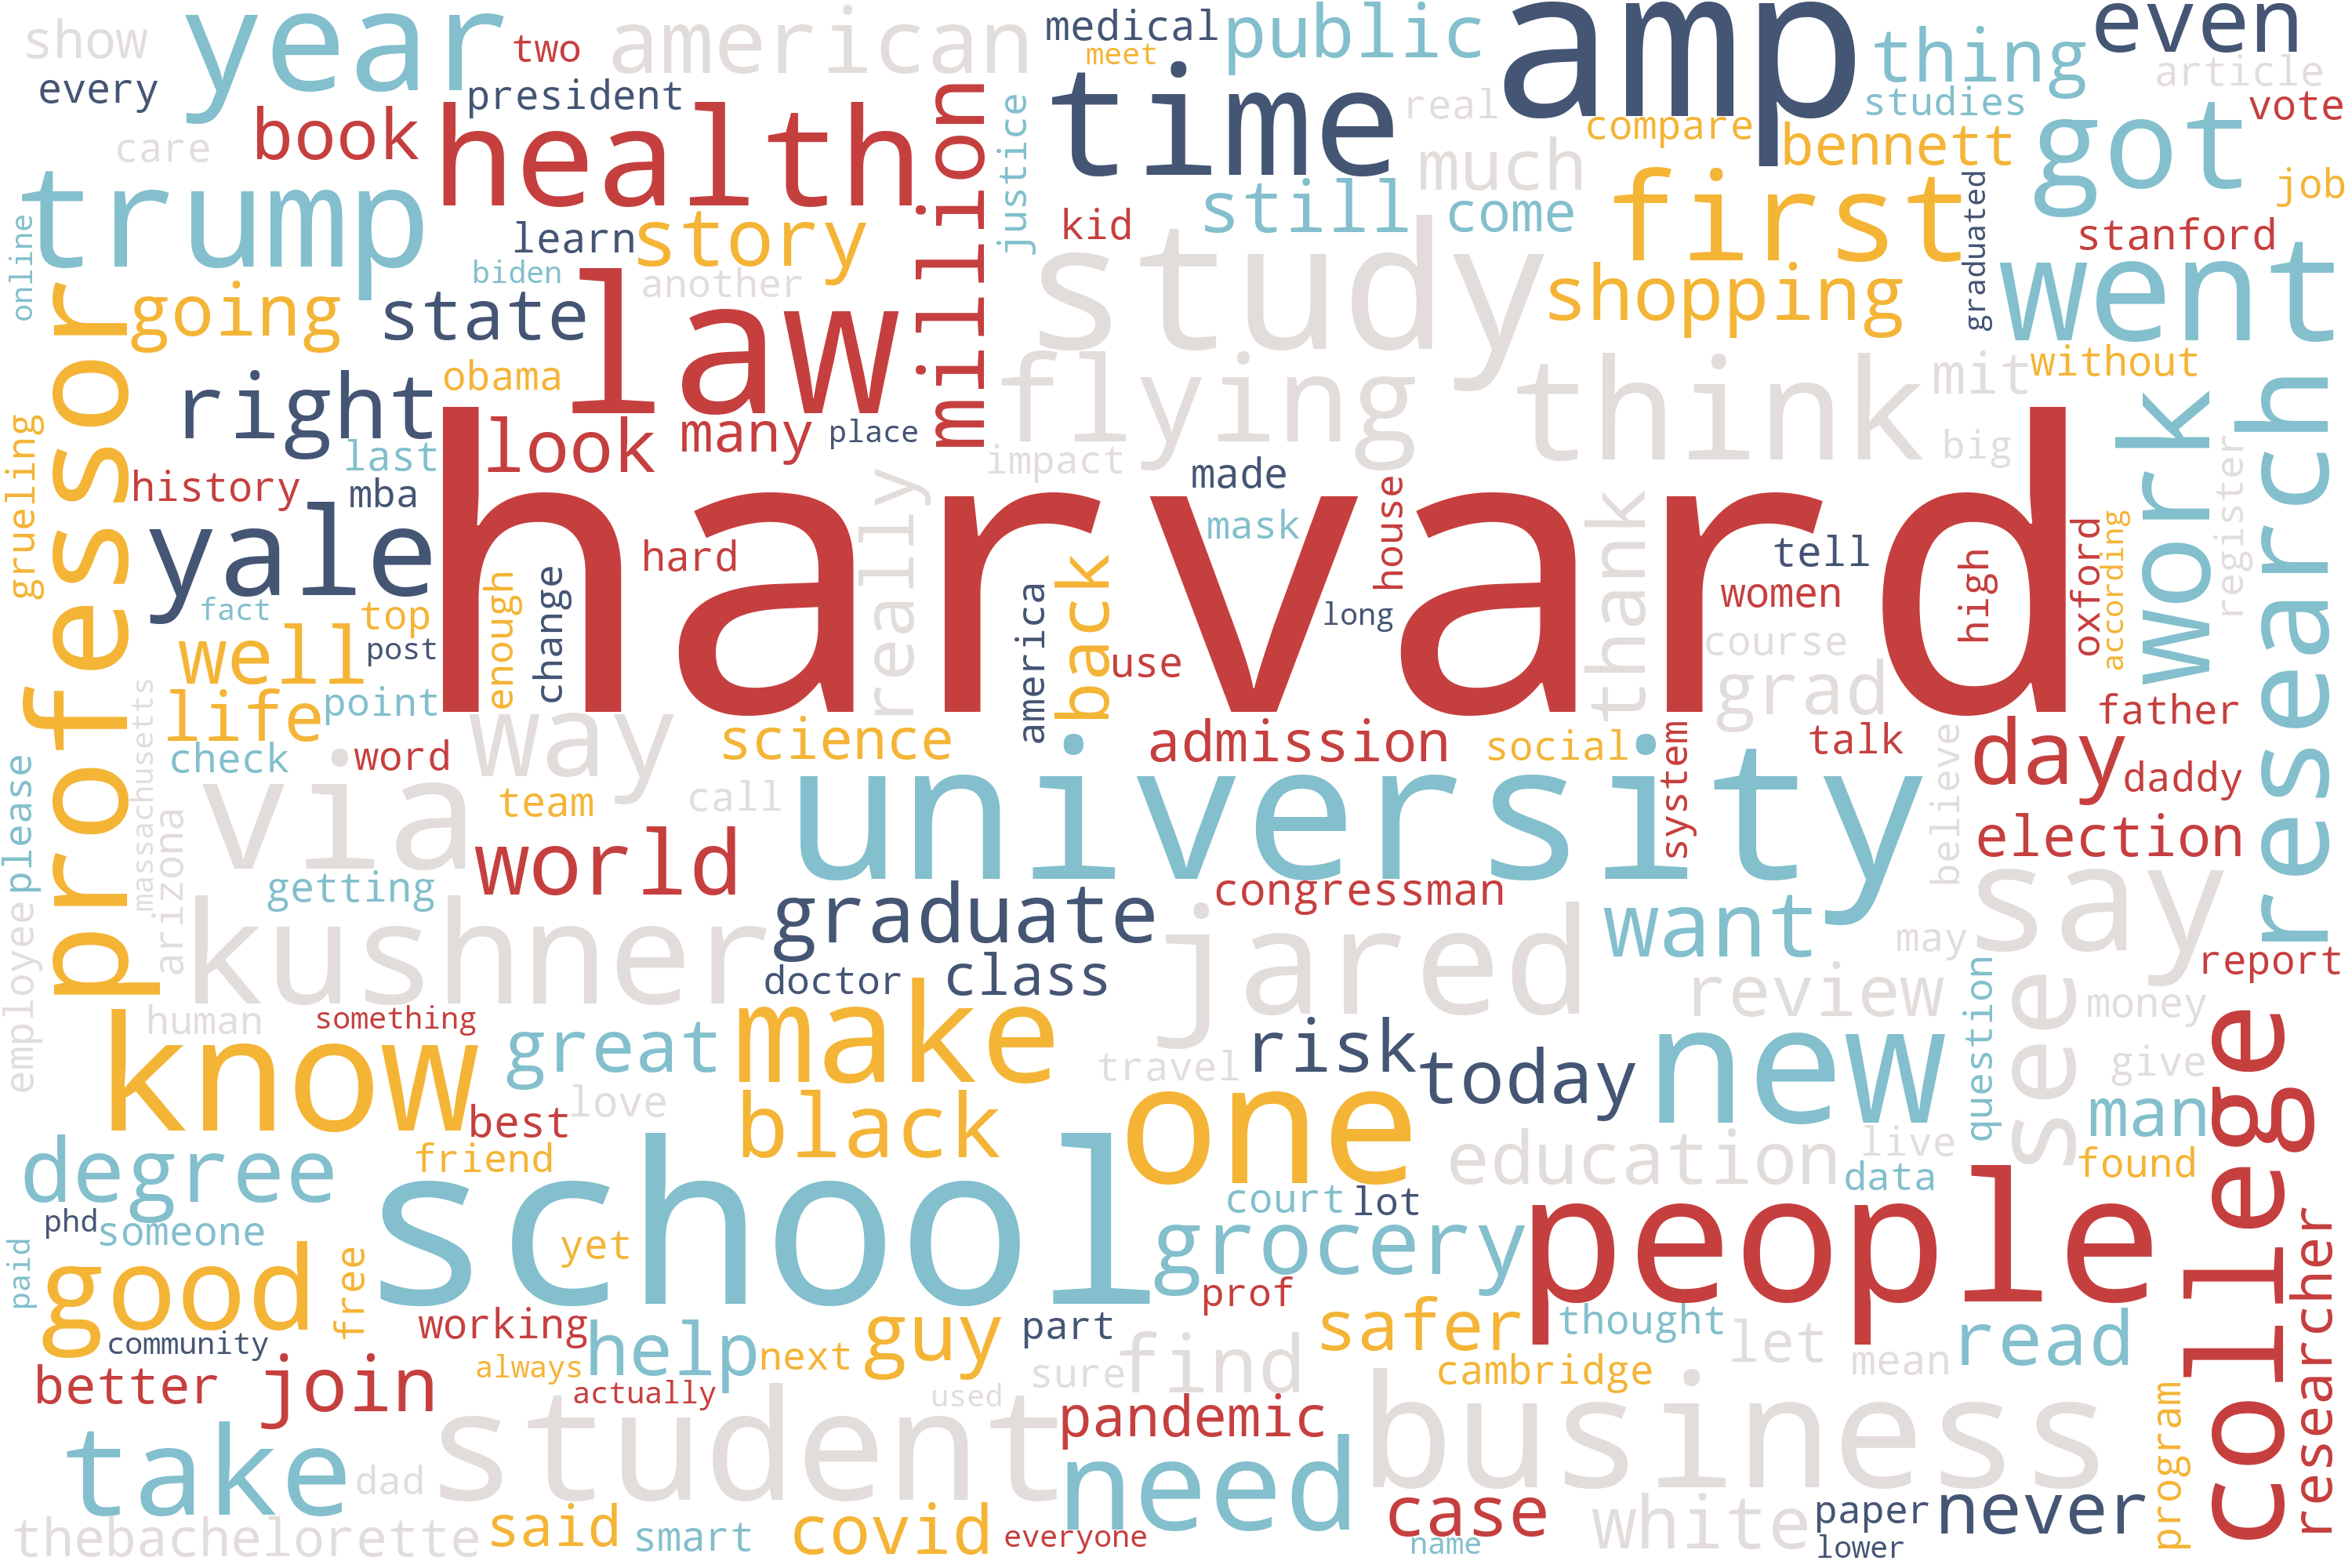 show
year
two
american
medical
meet
public
amp
thing
even
article
every
president
book
health
million
justice
time
real
compare
studies
vote
care
bennett
got
job
trump
learn
story
kid
still
much
come
first
graduated
stanford
online
going
state
biden
another
law
study
shopping
went
professor
right
obama
look
many
place
flying
think
mit
without
big
impact
grueling
last
history
mba
yale
harvard
really
made
mask
house
thank
tell
women
high
oxford
according
register
work
research
hard
fact
top
post
enough
change
america
back
long
use
course
grad
well
life
point
check
word
way
science
admission
social
system
talk
day
father
daddy
please
massachusetts
arizona
via
team
call
university
believe
election
employee
getting
world
graduate
congressman
want
say
kushner
doctor
class
jared
review
may
report
human
something
know
great
make
travel
risk
today
new
question
see
money
give
love
best
friend
black
one
education
live
data
man
found
degree
phd
someone
school
yet
court
lot
grocery
people
college
paid
good
free
community
working
help
always
actually
next
guy
part
prof
safer
thought
let
mean
read
researcher
better
join
student
used
sure
find
cambridge
pandemic
business
program
take
dad
need
case
white
paper
lower
never
thebachelorette
said
smart
covid
everyone
name